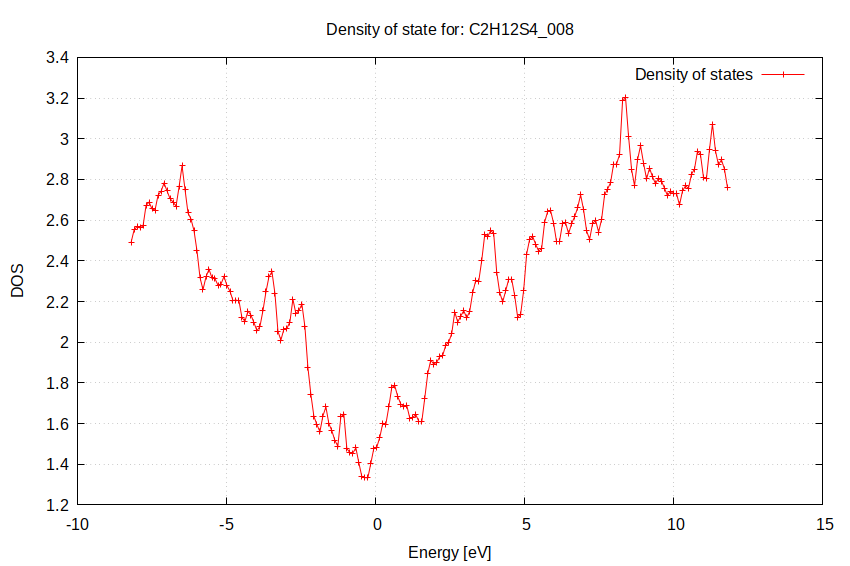 Density of state for: C2H12S4_008
Density of states
3.4
3.2
3
2.8
2.6
2.4
2.2
2
1.8
1.6
1.4
1.2
DOS
-10 -5 0 5 10 15
Energy [eV]